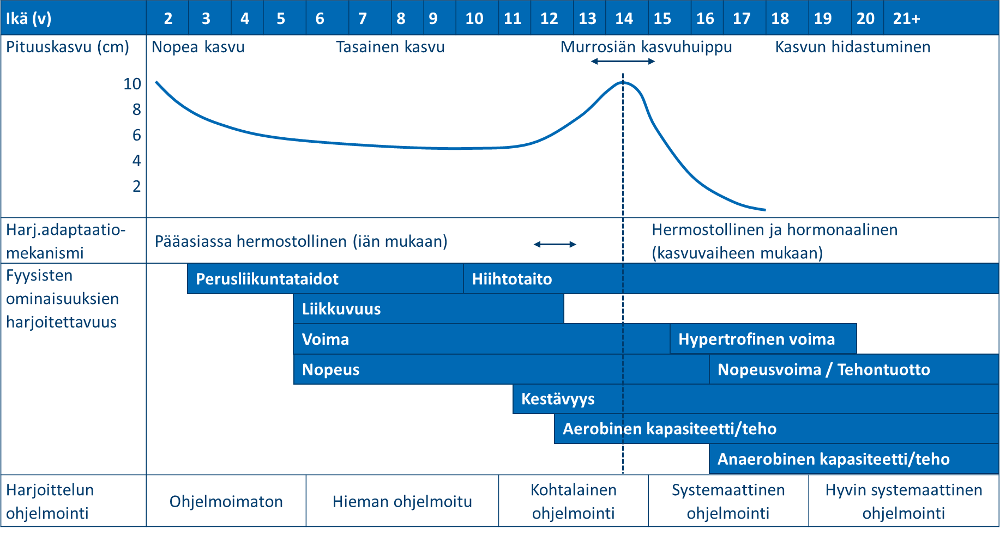 Ikä (v) 2 3 4 5 6 7 8 9 10 11 12 13 14 15 16 17 18 19 20 21+
Pituuskasvu (cm) Nopea kasvu Tasainen kasvu Murrosiän kasvuhuippu Kasvun hidastuminen
10
8
6
4
2
Harj.adaptaatio-
mekanismi
Pääasiassa hermostollinen (iän mukaan)
Hermostollinen ja hormonaalinen
(kasvuvaiheen mukaan)
Fyysisten
ominaisuuksien
harjoitettavuus
Perusliikuntataidot Hiihtotaito
Liikkuvuus
Voima Hypertrofinen voima
Nopeus Nopeusvoima / Tehontuotto
Kestävyys
Aerobinen kapasiteetti/teho
Anaerobinen kapasiteetti/teho
Harjoittelun
ohjelmointi
Ohjelmoimaton
Hieman ohjelmoitu
Kohtalainen
ohjelmointi
Systemaattinen
ohjelmointi
Hyvin systemaattinen
ohjelmointi